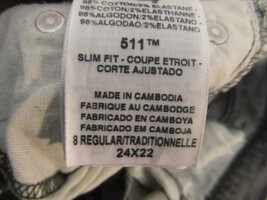 98% COTTON/2% ELASTANE
98% COTON/2% ELASTHANNE
98% ALGODON/2% ELASTANO
98% ALGODAO/2% ELASTANO
511™
SLIM FIT - COUPE ETROIT -
CORTE AJUSTADO
MADE IN CAMBODIA
FABRIQUE AU CAMBODGE
FABRICADO EN CAMBOYA
FABRICADO EM CAMBOJA
8 REGULAR/TRADITIONNELLE
24X22